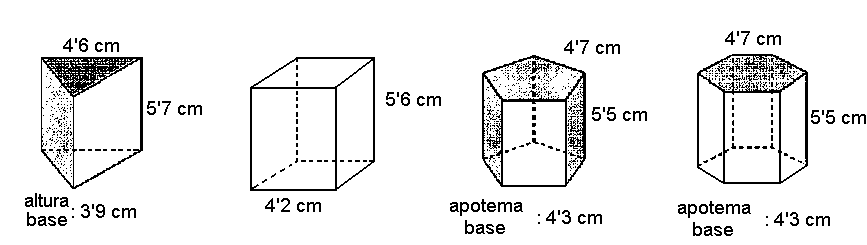 4'6 cm
5'7 cm
altura
base : 3'9 cm
5'6 cm
4'2 cm
4'7 cm
5'5 cm
apotema
base : 4'3 cm
4'7 cm
5'5 cm
apotema
base : 4'3 cm